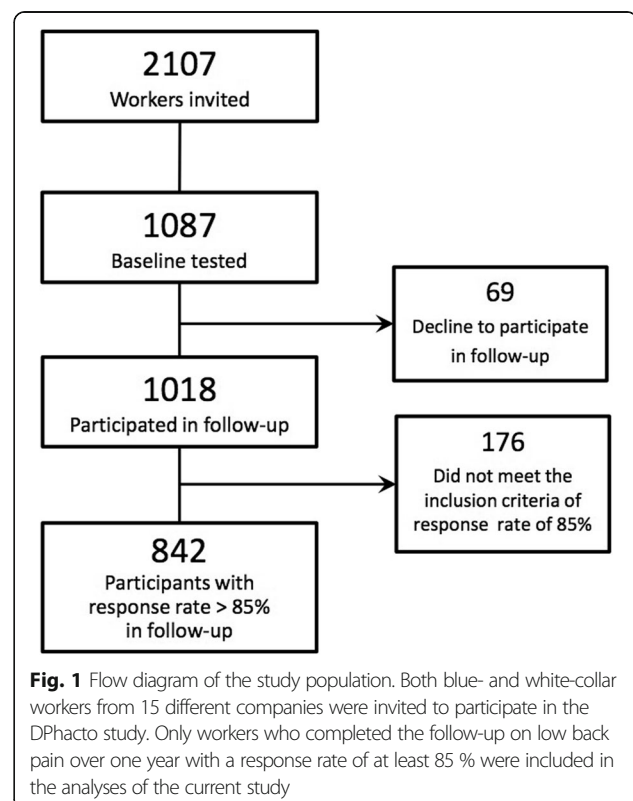 2107
Workers invited
1087
Baseline tested
69
Decline to participate
in follow-up
1018
Participated in follow-up
176
Did not meet the
inclusion criteria of
response rate of 85%
842
Participants with
response rate > 85%
in follow-up
Fig. 1 Flow diagram of the study population. Both blue- and white-collar
workers from 15 different companies were invited to participate in the
DPhacto study. Only workers who completed the follow-up on low back
pain over one year with a response rate of at least 85 % were included in
the analyses of the current study